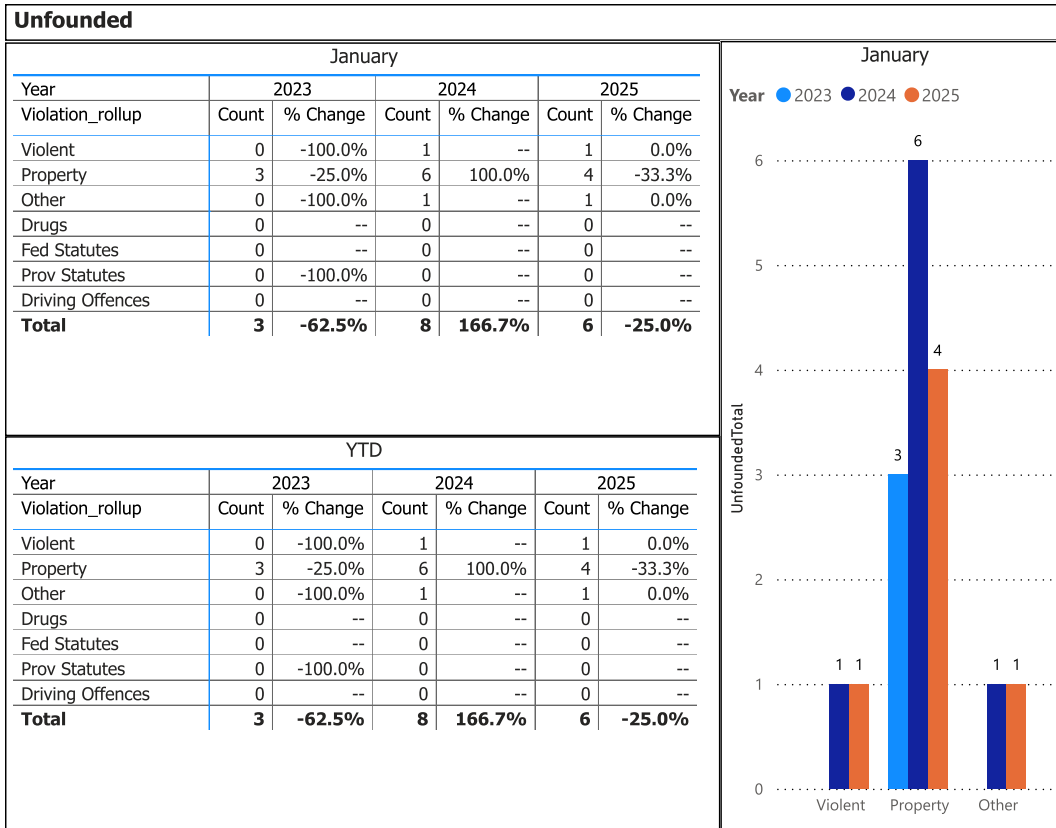 Unfounded
January
Year 2023 2024 2025
Violation_rollup Count % Change Count % Change Count % Change
Violent 0 -100.0% 1 -- 1 0.0%
Property 3 -25.0% 6 100.0% 4 -33.3%
Other 0 -100.0% 1 -- 1 0.0%
Drugs 0 -- 0 -- 0 --
Fed Statutes 0 -- 0 -- 0 --
Prov Statutes 0 -100.0% 0 -- 0 --
Driving Offences 0 -- 0 -- 0 --
Total 3 -62.5% 8 166.7% 6 -25.0%
YTD
Year 2023 2024 2025
Violation_rollup Count % Change Count % Change Count % Change
Violent 0 -100.0% 1 -- 1 0.0%
Property 3 -25.0% 6 100.0% 4 -33.3%
Other 0 -100.0% 1 -- 1 0.0%
Drugs 0 -- 0 -- 0 --
Fed Statutes 0 -- 0 -- 0 --
Prov Statutes 0 -100.0% 0 -- 0 --
Driving Offences 0 -- 0 -- 0 --
Total 3 -62.5% 8 166.7% 6 -25.0%
January
Year 2023 2024 2025
6
6
5
4
4
3
3
2
1 1 1 1 1
0
UnfoundedTotal
Violent Property Other